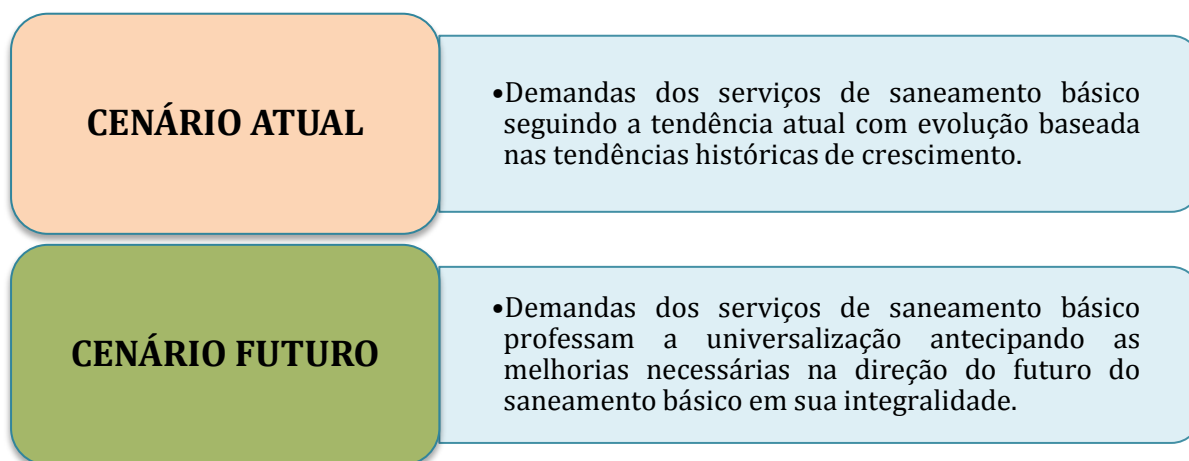 CENÁRIO ATUAL
•Demandas dos serviços de saneamento básico
seguindo a tendência atual com evolução baseada
nas tendências históricas de crescimento.
CENÁRIO FUTURO
•Demandas dos serviços de saneamento básico
professam a universalização antecipando as
melhorias necessárias na direção do futuro do
saneamento básico em sua integralidade.